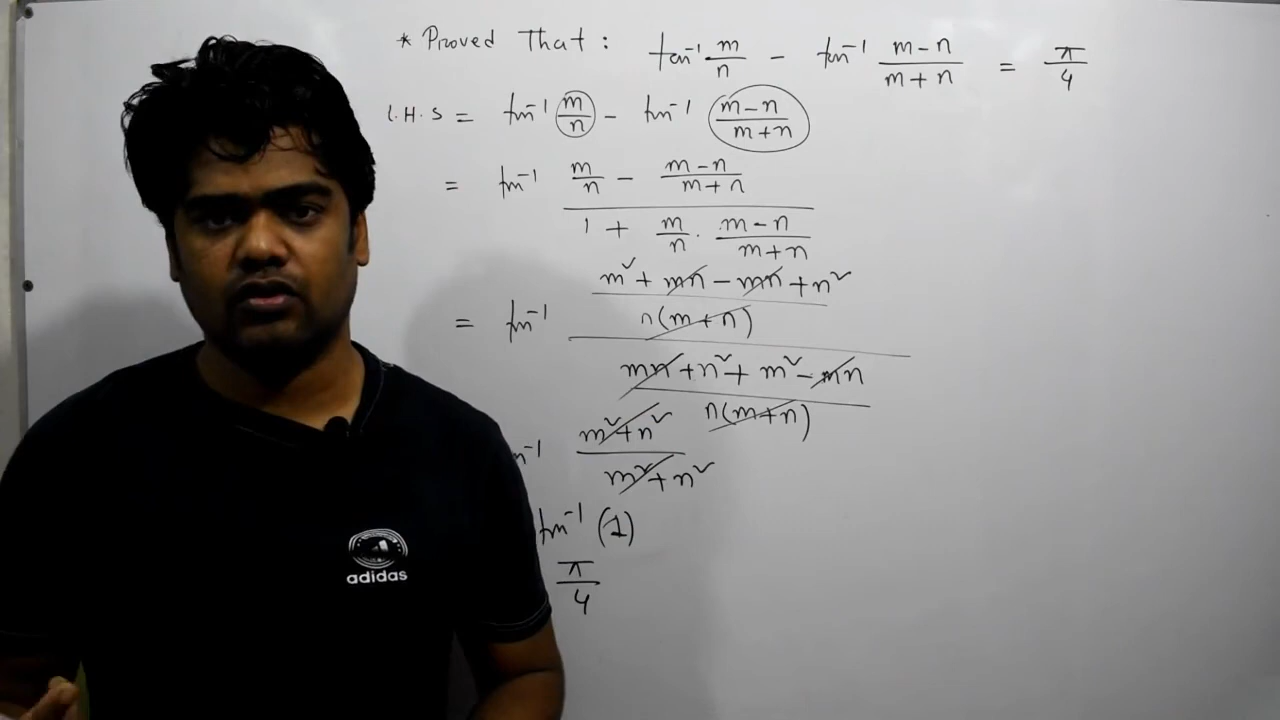 * Proved That : tan⁻¹ m/n − tan⁻¹ (m−n)/(m+n) = π/4
L.H.S = tan⁻¹ m/n − tan⁻¹ (m−n)/(m+n)
= tan⁻¹ (m/n − (m−n)/(m+n)) / (1 + m/n · (m−n)/(m+n))
= tan⁻¹ ((m² + mn − mn + n²) / n(m+n)) / ((mn + n² + m² − mn) / n(m+n))
n⁻¹ (m² + n²) / (m² + n²)
tan⁻¹ (1)
π/4
adidas